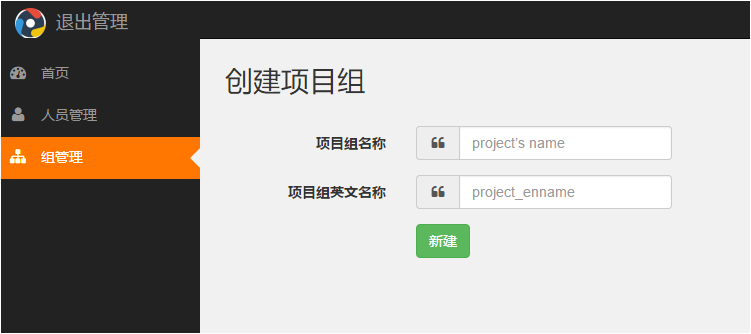 退出管理
首页
人员管理
组管理
创建项目组
项目组名称
project's name
项目组英文名称
project_enname
新建